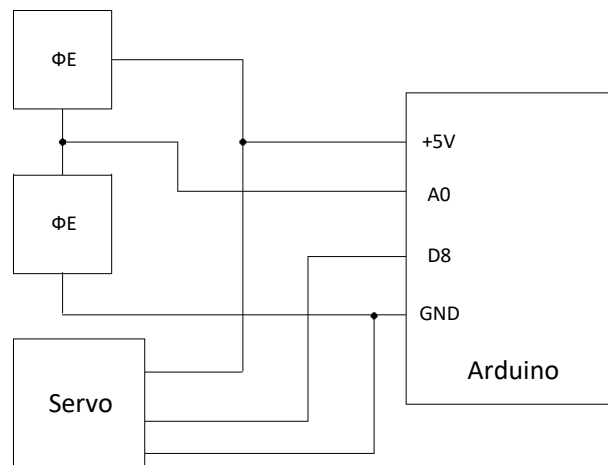 ФЕ
+5V
A0
ФЕ
D8
GND
Servo
Arduino